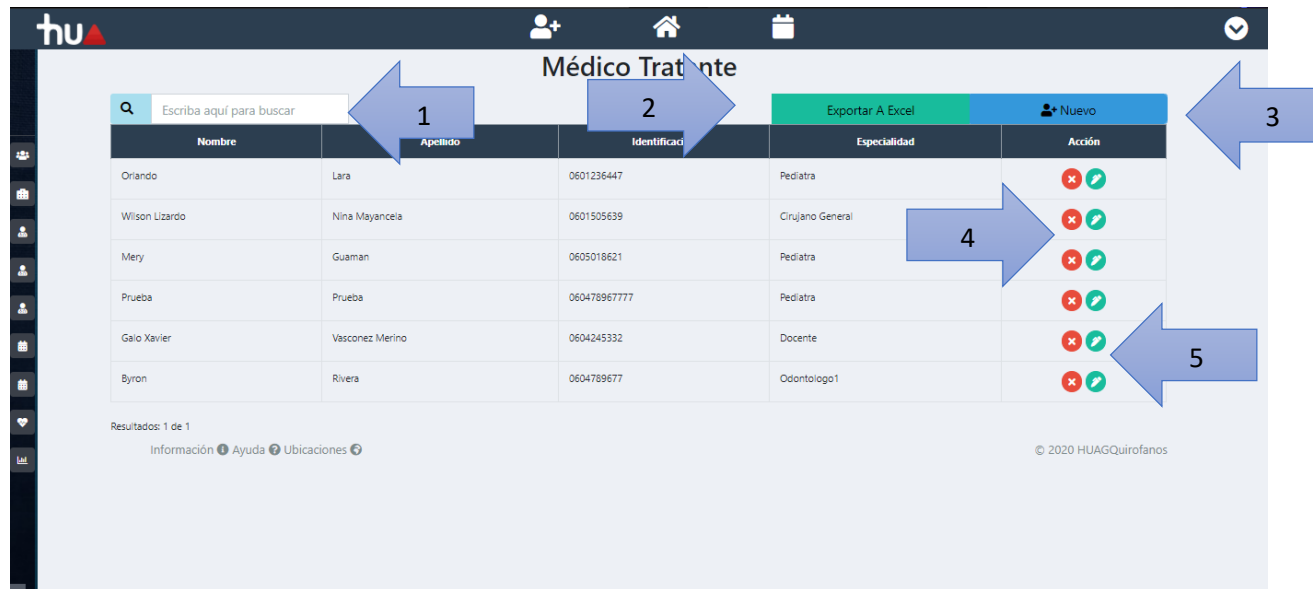 hua
Médico Tratante
Escriba aquí para buscar
1
2
Exportar A Excel
Nuevo
3
Nombre Apellido Identificaci Especialidad Acción
Orlando Lara 0601236447 Pediatra
Wilson Lizardo Nina Mayancela 0601505639 Cirujano General
4
Mery Guaman 0605018621 Pediatra
Prueba Prueba 060478967777 Pediatra
Galo Xavier Vasconez Merino 0604245332 Docente
5
Byron Rivera 0604789677 Odontologo1
Resultados: 1 de 1
Información Ayuda Ubicaciones
© 2020 HUAGQuirofanos